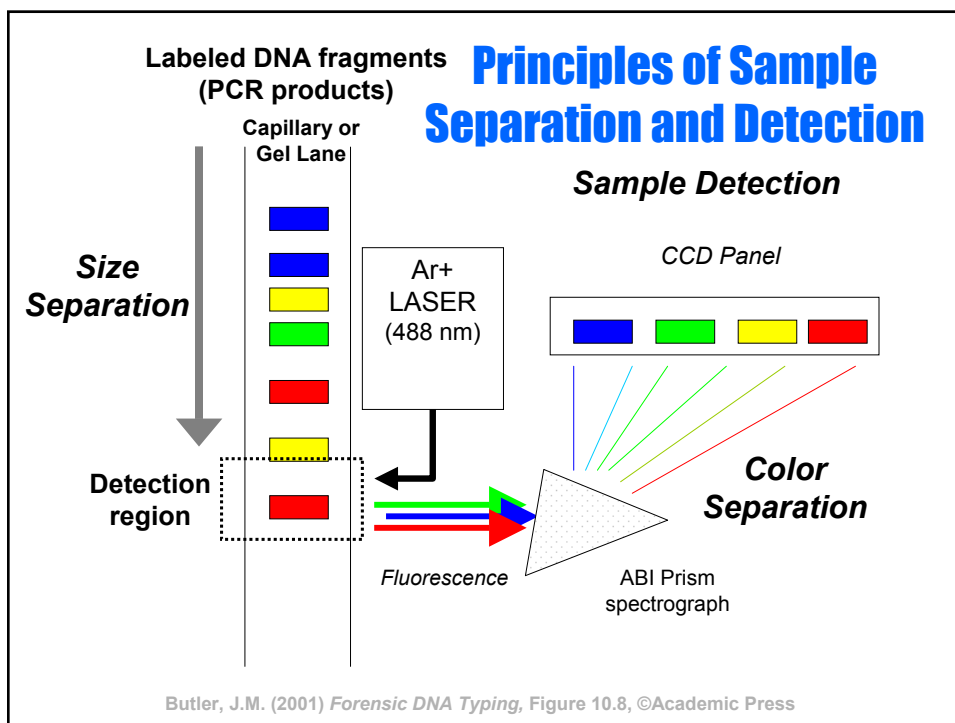 Labeled DNA fragments
(PCR products)
Principles of Sample
Separation and Detection
Capillary or
Gel Lane
Sample Detection
Size
Separation
Ar+
LASER
(488 nm)
CCD Panel
Detection
region
Color
Separation
Fluorescence
ABI Prism
spectrograph
Butler, J.M. (2001) Forensic DNA Typing, Figure 10.8, ©Academic Press